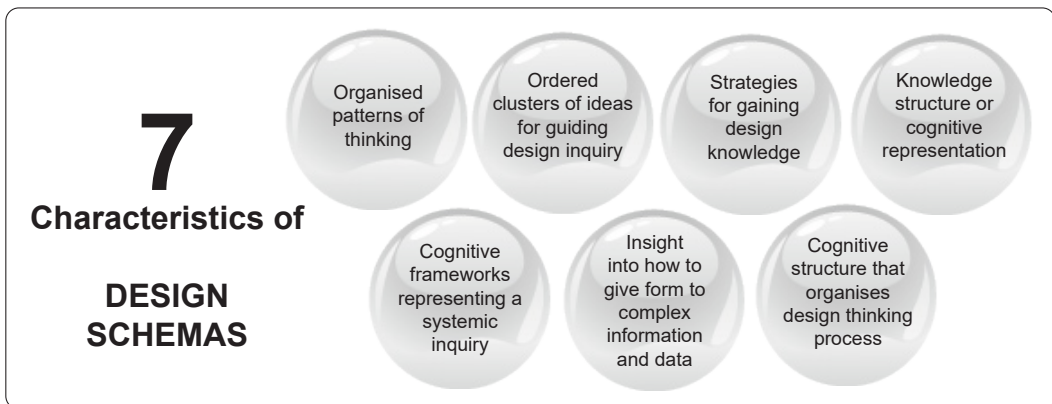 7
Characteristics of
DESIGN
SCHEMAS
Organised
patterns of
thinking
Ordered
clusters of ideas
for guiding
design inquiry
Strategies
for gaining
design
knowledge
Knowledge
structure or
cognitive
representation
Cognitive
frameworks
representing a
systemic
inquiry
Insight
into how to
give form to
complex
information
and data
Cognitive
structure that
organises
design thinking
process